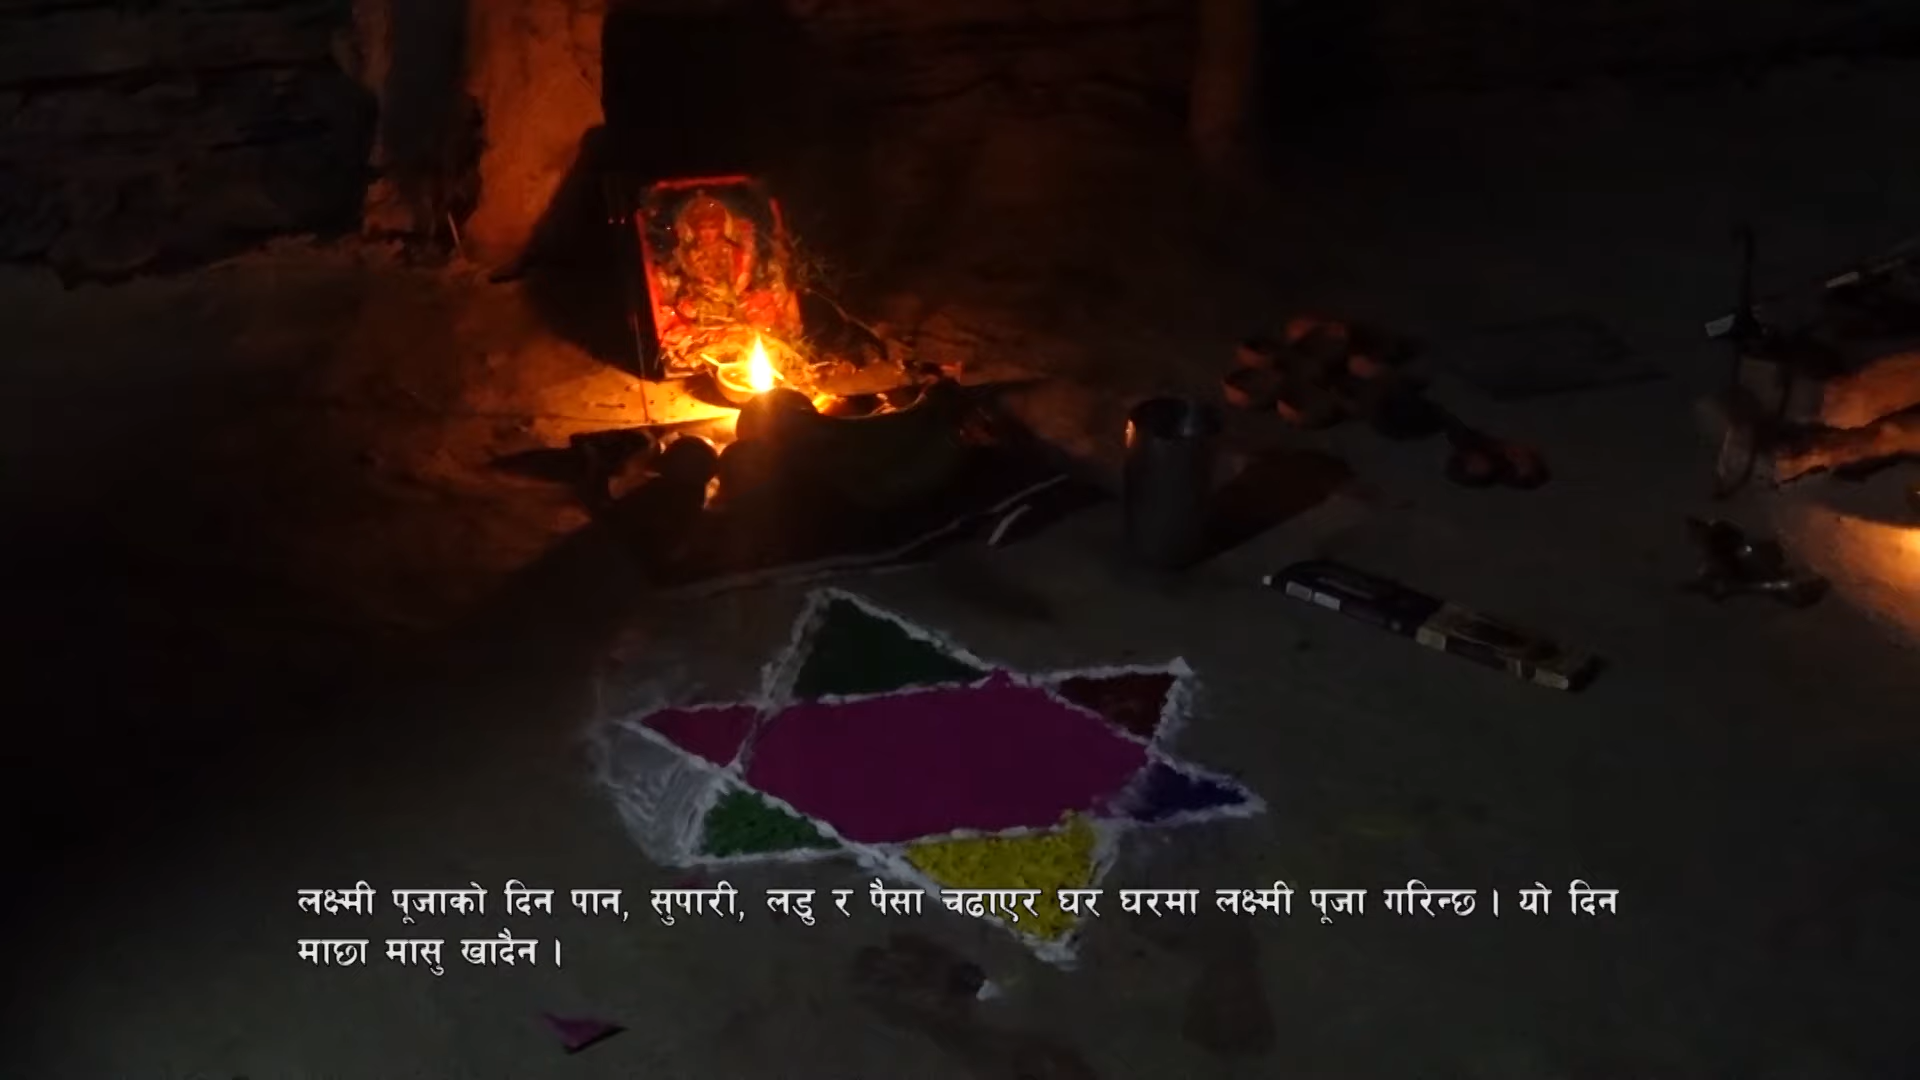 लक्ष्मी पूजाको दिन पान, सुपारी, लडु र पैसा चढाएर घर घरमा लक्ष्मी पूजा गरिन्छ । यो दिन
माछा मासु खादैन ।